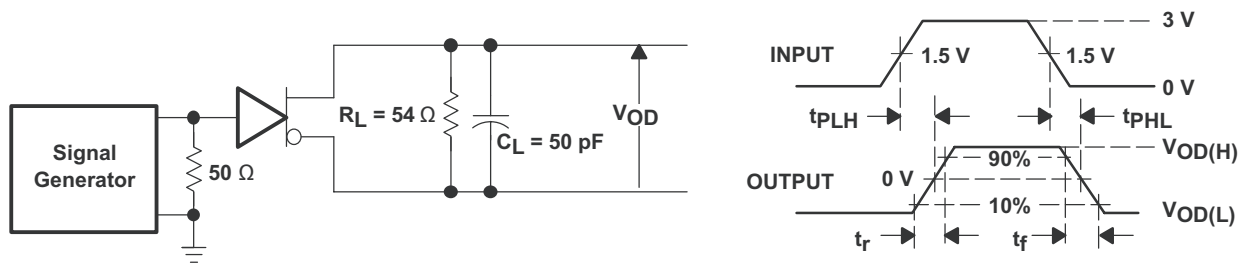 Signal
Generator
50 Ω
R_L = 54 Ω
C_L = 50 pF
V_OD
INPUT
1.5 V
1.5 V
3 V
0 V
t_PLH
t_PHL
OUTPUT
0 V
90%
10%
V_OD(H)
V_OD(L)
t_r
t_f